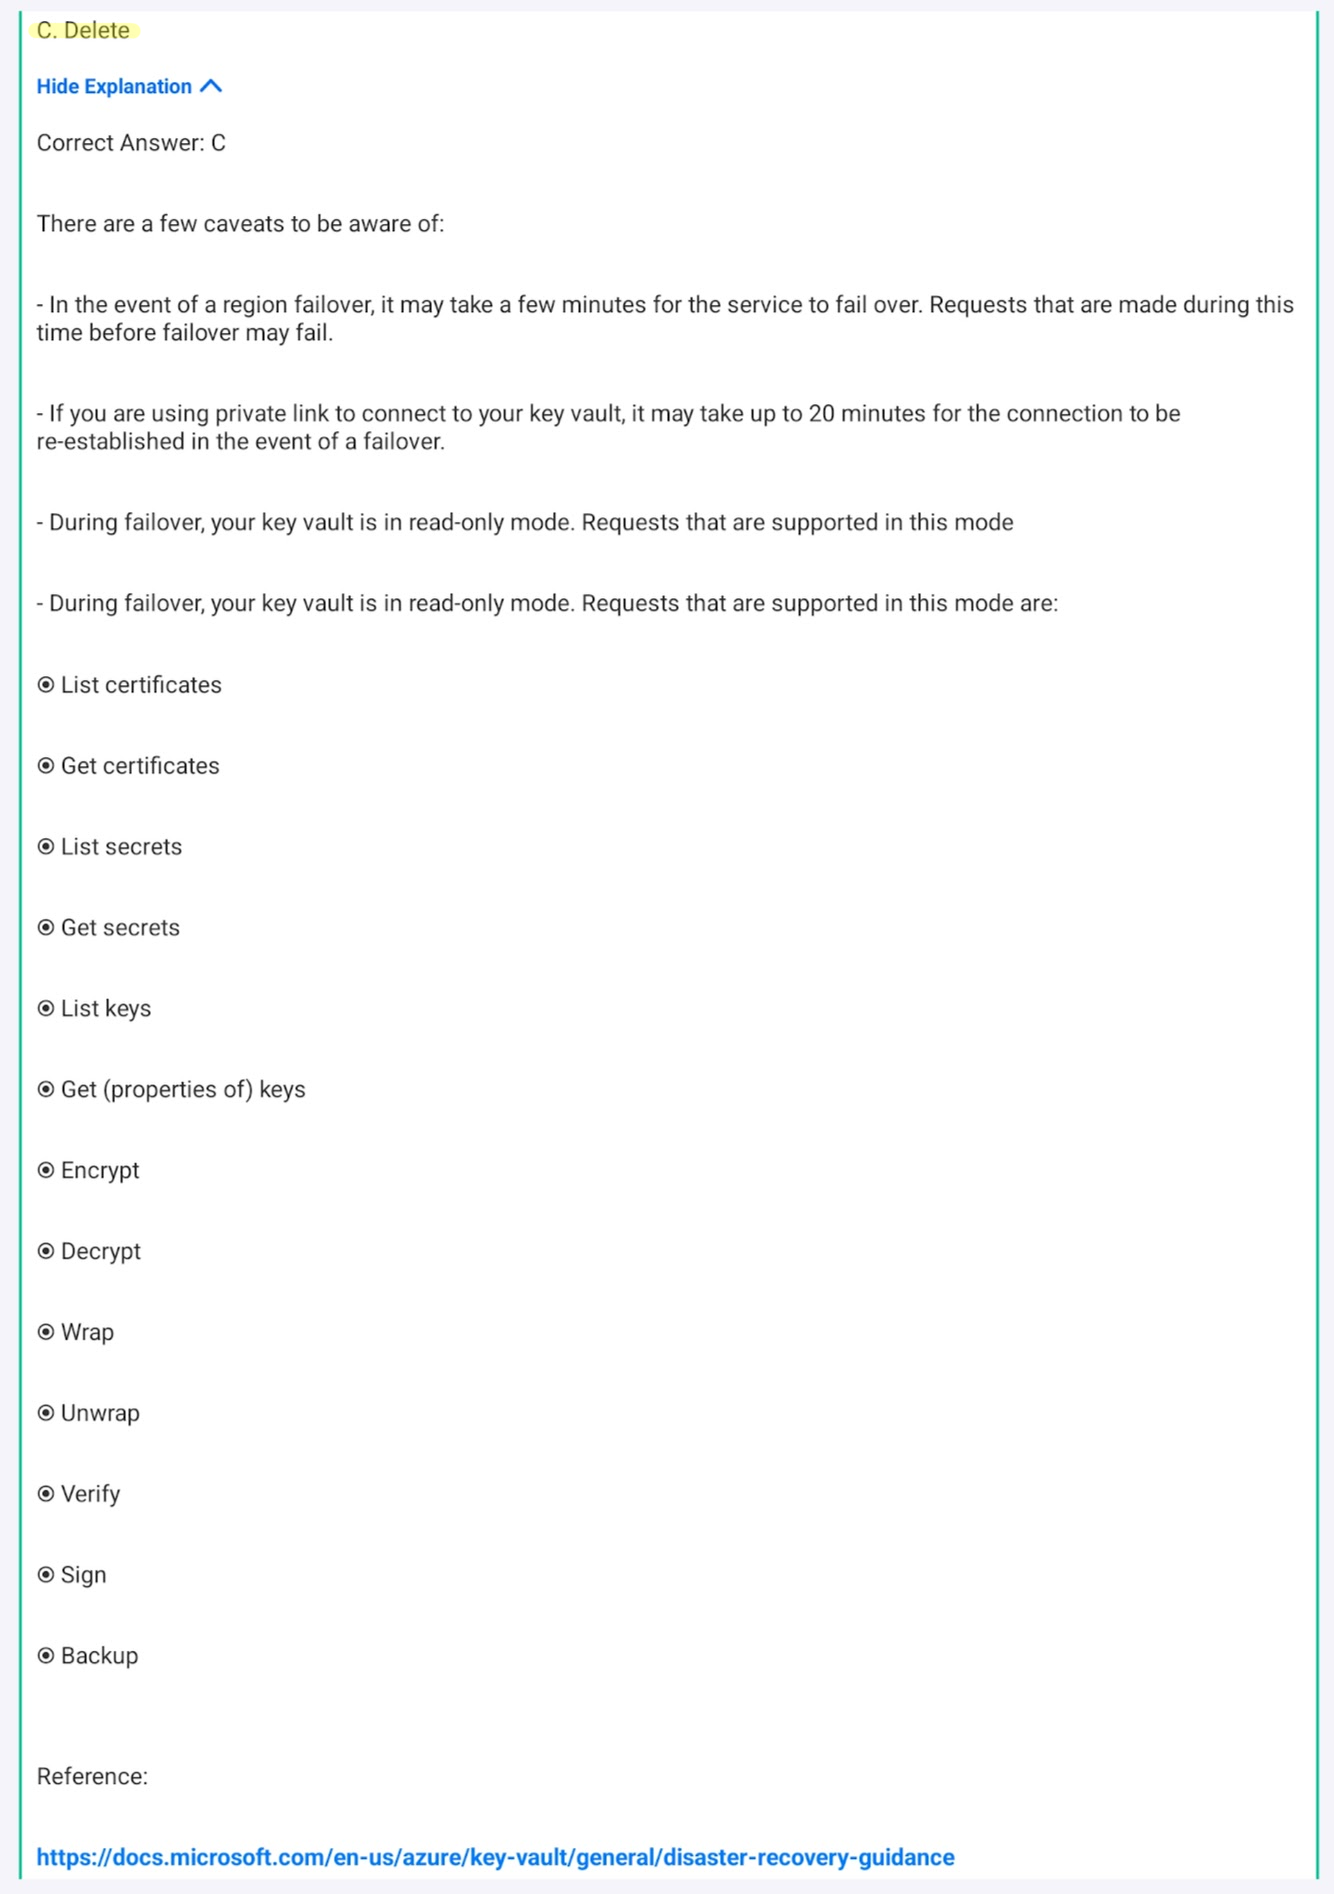 C. Delete
Hide Explanation
Correct Answer: C
There are a few caveats to be aware of:
- In the event of a region failover, it may take a few minutes for the service to fail over. Requests that are made during this
time before failover may fail.
- If you are using private link to connect to your key vault, it may take up to 20 minutes for the connection to be
re-established in the event of a failover.
- During failover, your key vault is in read-only mode. Requests that are supported in this mode
- During failover, your key vault is in read-only mode. Requests that are supported in this mode are:
List certificates
Get certificates
List secrets
Get secrets
List keys
Get (properties of) keys
Encrypt
Decrypt
Wrap
Unwrap
Verify
Sign
Backup
Reference:
https://docs.microsoft.com/en-us/azure/key-vault/general/disaster-recovery-guidance